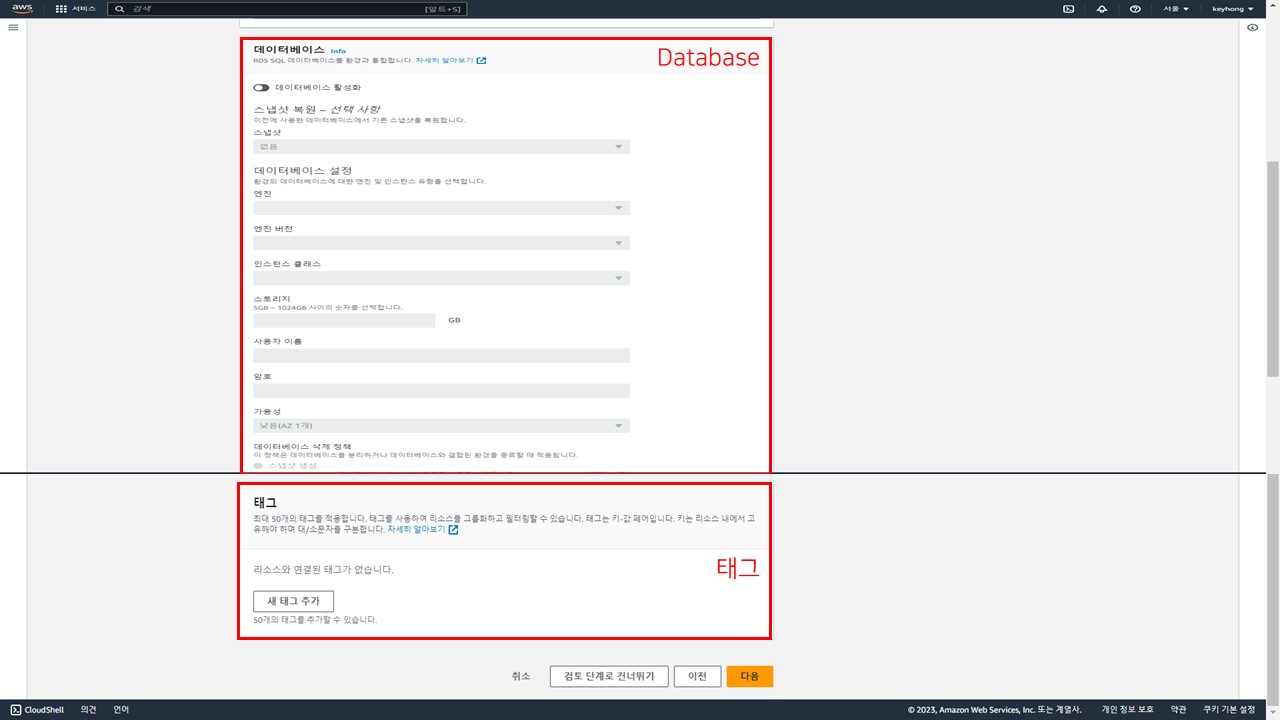 aws
서비스
검색
[알트+S]
서울
keyhong
데이터베이스 Info
Database
RDS SQL 데이터베이스를 환경과 통합합니다. 자세히 알아보기
데이터베이스 활성화
스냅샷 복원 – 선택 사항
이전에 사용한 데이터베이스에서 기존 스냅샷을 복원합니다.
스냅샷
없음
데이터베이스 설정
환경의 데이터베이스에 대한 엔진 및 인스턴스 유형을 선택합니다.
엔진
엔진 버전
인스턴스 클래스
스토리지
5GB ~ 1024GB 사이의 숫자를 선택합니다.
GB
사용자 이름
암호
가용성
낮음(AZ 1개)
데이터베이스 삭제 정책
이 정책은 데이터베이스를 분리하거나 데이터베이스와 결합된 환경을 종료할 때 적용됩니다.
스냅샷 생성
태그
최대 50개의 태그를 적용합니다. 태그를 사용하여 리소스를 그룹화하고 필터링할 수 있습니다. 태그는 키-값 페어입니다. 키는 리소스 내에서 고
유해야 하며 대/소문자를 구분합니다. 자세히 알아보기
리소스와 연결된 태그가 없습니다.
태그
새 태그 추가
50개의 태그를 추가할 수 있습니다.
취소
검토 단계로 건너뛰기
이전
다음
CloudShell
의견
언어
© 2023, Amazon Web Services, Inc. 또는 계열사.
개인 정보 보호
약관
쿠키 기본 설정